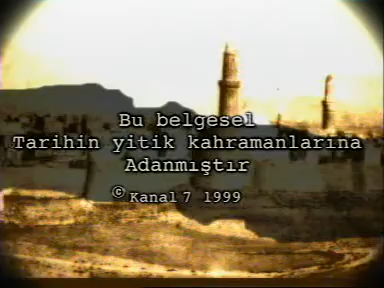 Bu belgesel
Tarihin yitik kahramanlarına
Adanmıştır
© Kanal 7 1999